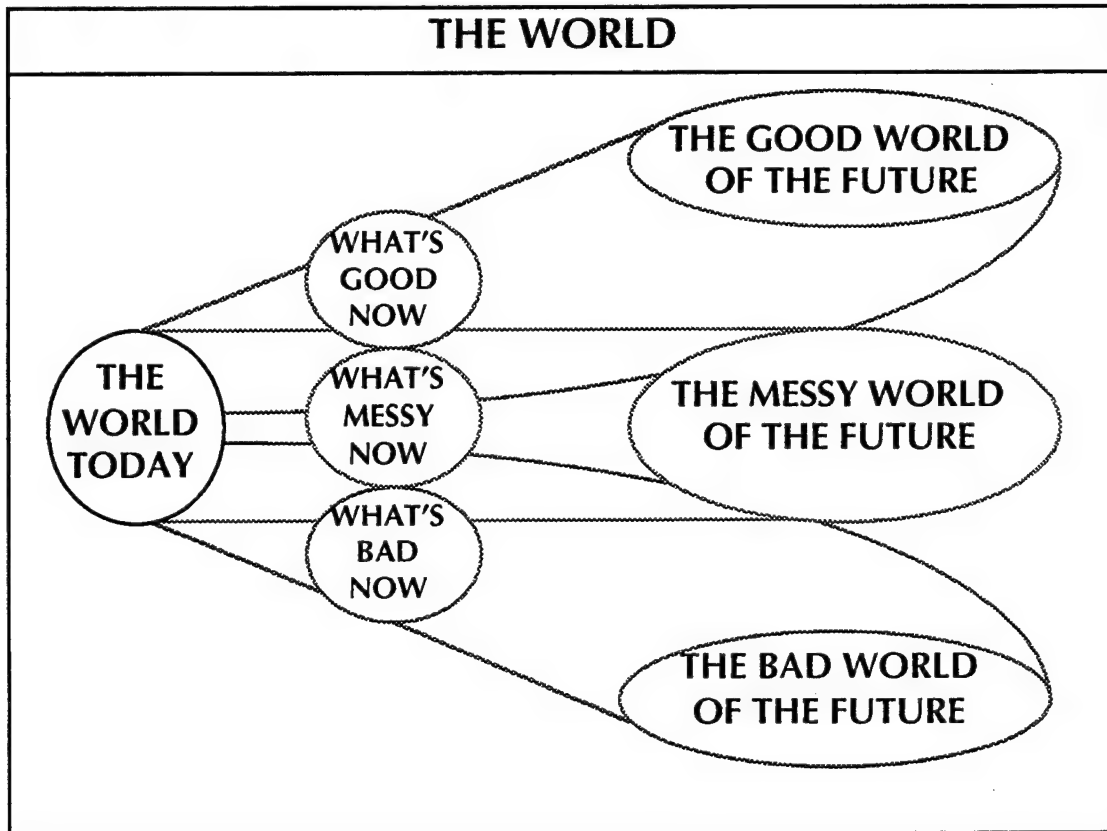 THE WORLD
THE WORLD
TODAY
WHAT'S
GOOD
NOW
WHAT'S
MESSY
NOW
WHAT'S
BAD
NOW
THE GOOD WORLD
OF THE FUTURE
THE MESSY WORLD
OF THE FUTURE
THE BAD WORLD
OF THE FUTURE